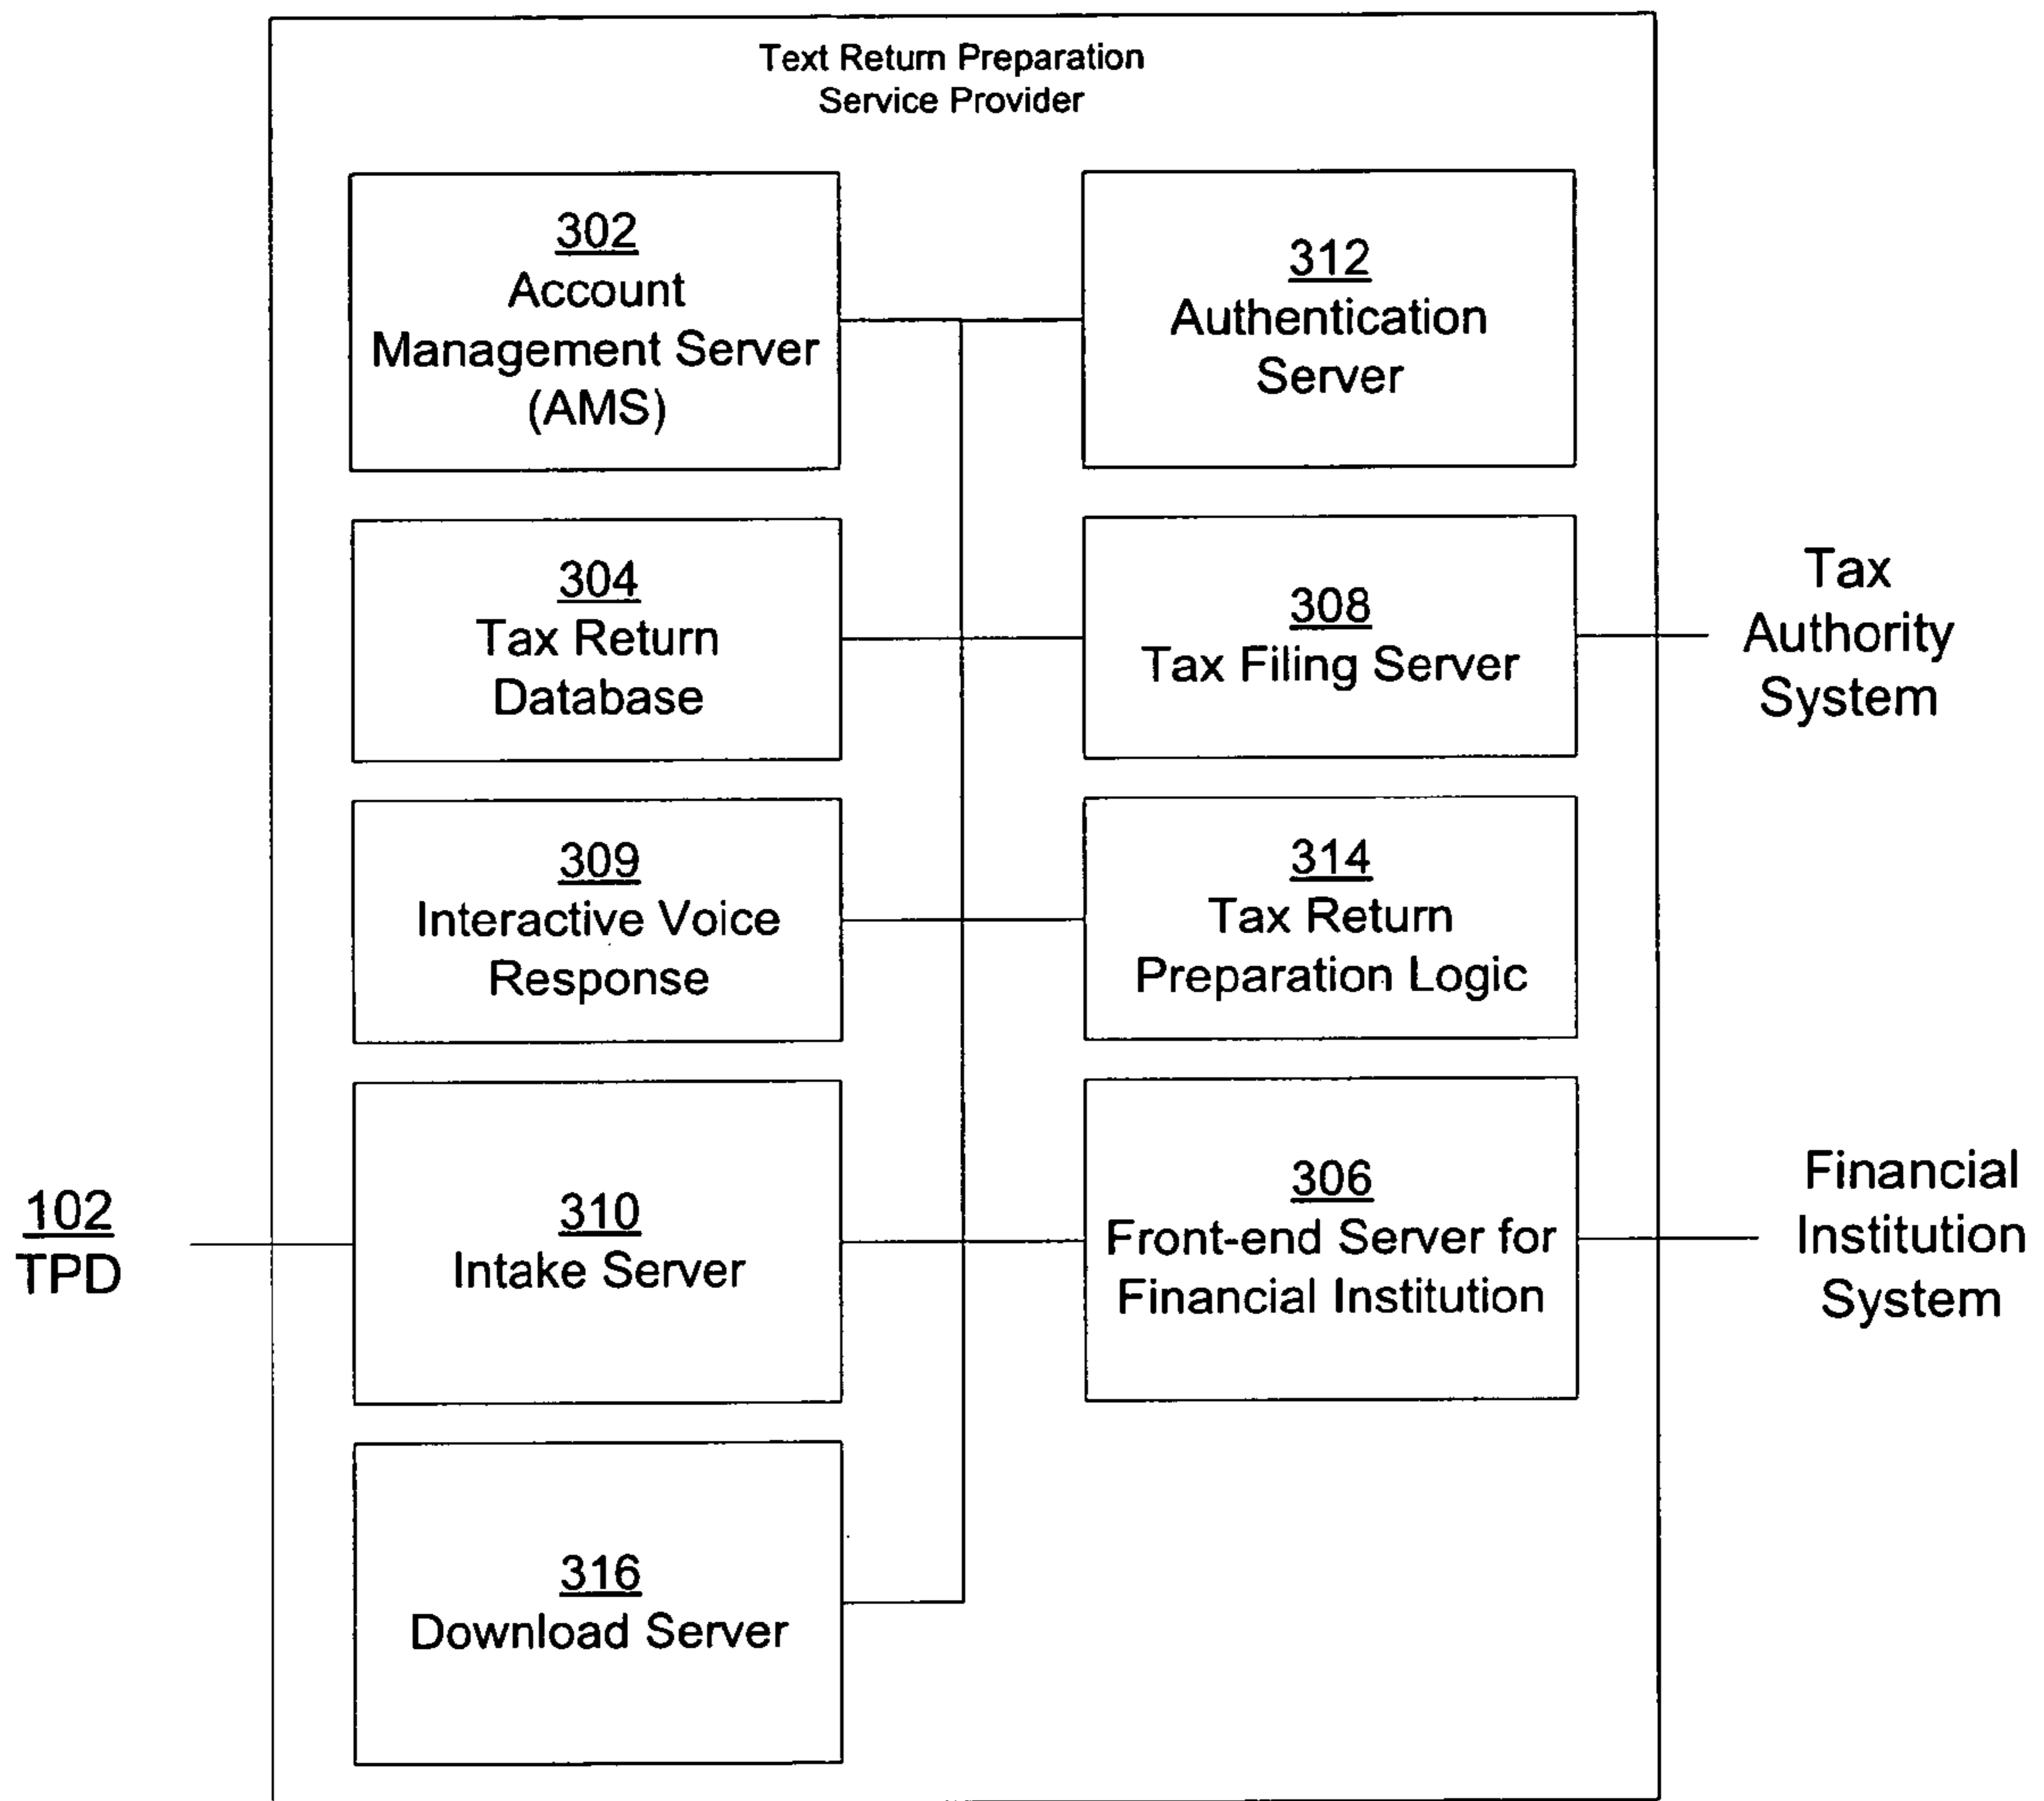 Text Return Preparation
Service Provider
302
Account
Management Server
(AMS)
312
Authentication
Server
304
Tax Return
Database
308
Tax Filing Server
Tax
Authority
System
309
Interactive Voice
Response
314
Tax Return
Preparation Logic
102
TPD
310
Intake Server
306
Front-end Server for
Financial Institution
Financial
Institution
System
316
Download Server